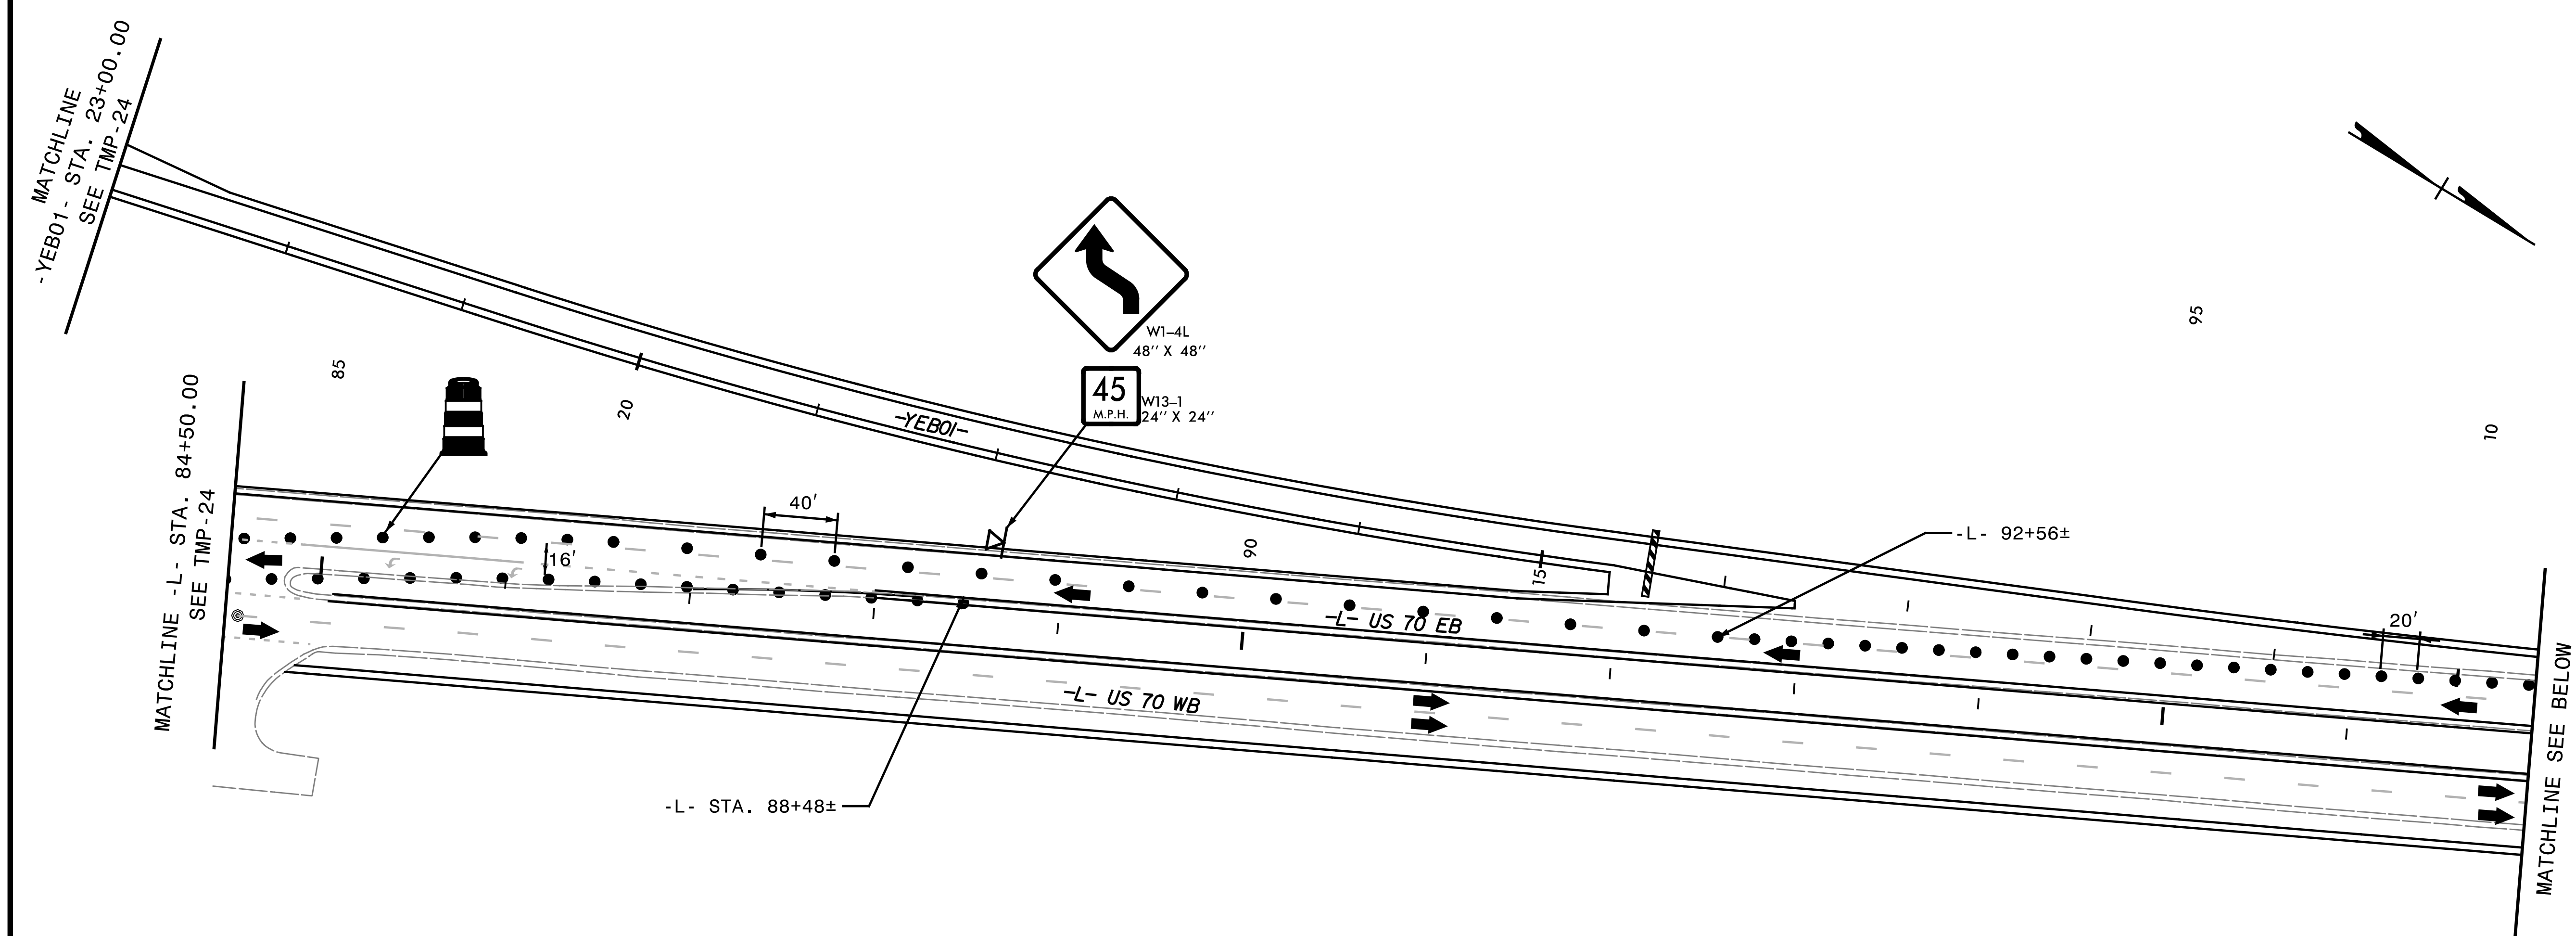 MATCHLINE
-YEB01- STA. 23+00.00
SEE TMP-24
W1-4L
48'' X 48''
45
M.P.H.
W13-1
24'' X 24''
85
20
95
10
-YEB01-
MATCHLINE -L- STA. 84+50.00
SEE TMP-24
40'
16'
90
15
-L- 92+56±
-L- US 70 EB
20'
-L- US 70 WB
-L- STA. 88+48±
MATCHLINE SEE BELOW